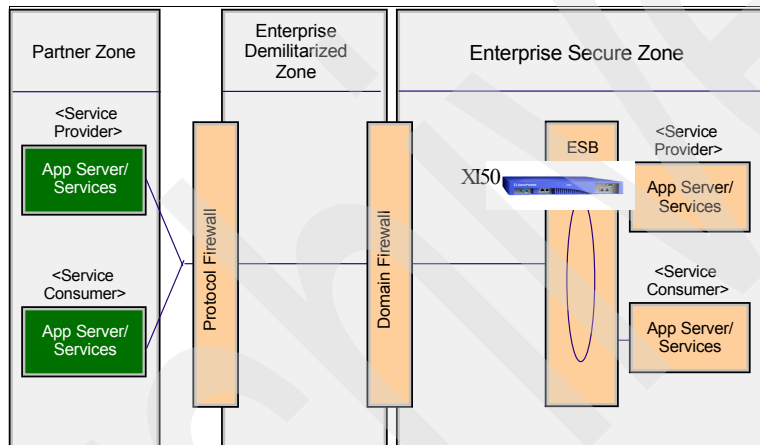 Partner Zone
Enterprise
Demilitarized
Zone
Enterprise Secure Zone
<Service
Provider>
App Server/
Services
<Service
Consumer>
App Server/
Services
Protocol Firewall
Domain Firewall
ESB
XI50
<Service
Provider>
App Server/
Services
<Service
Consumer>
App Server/
Services